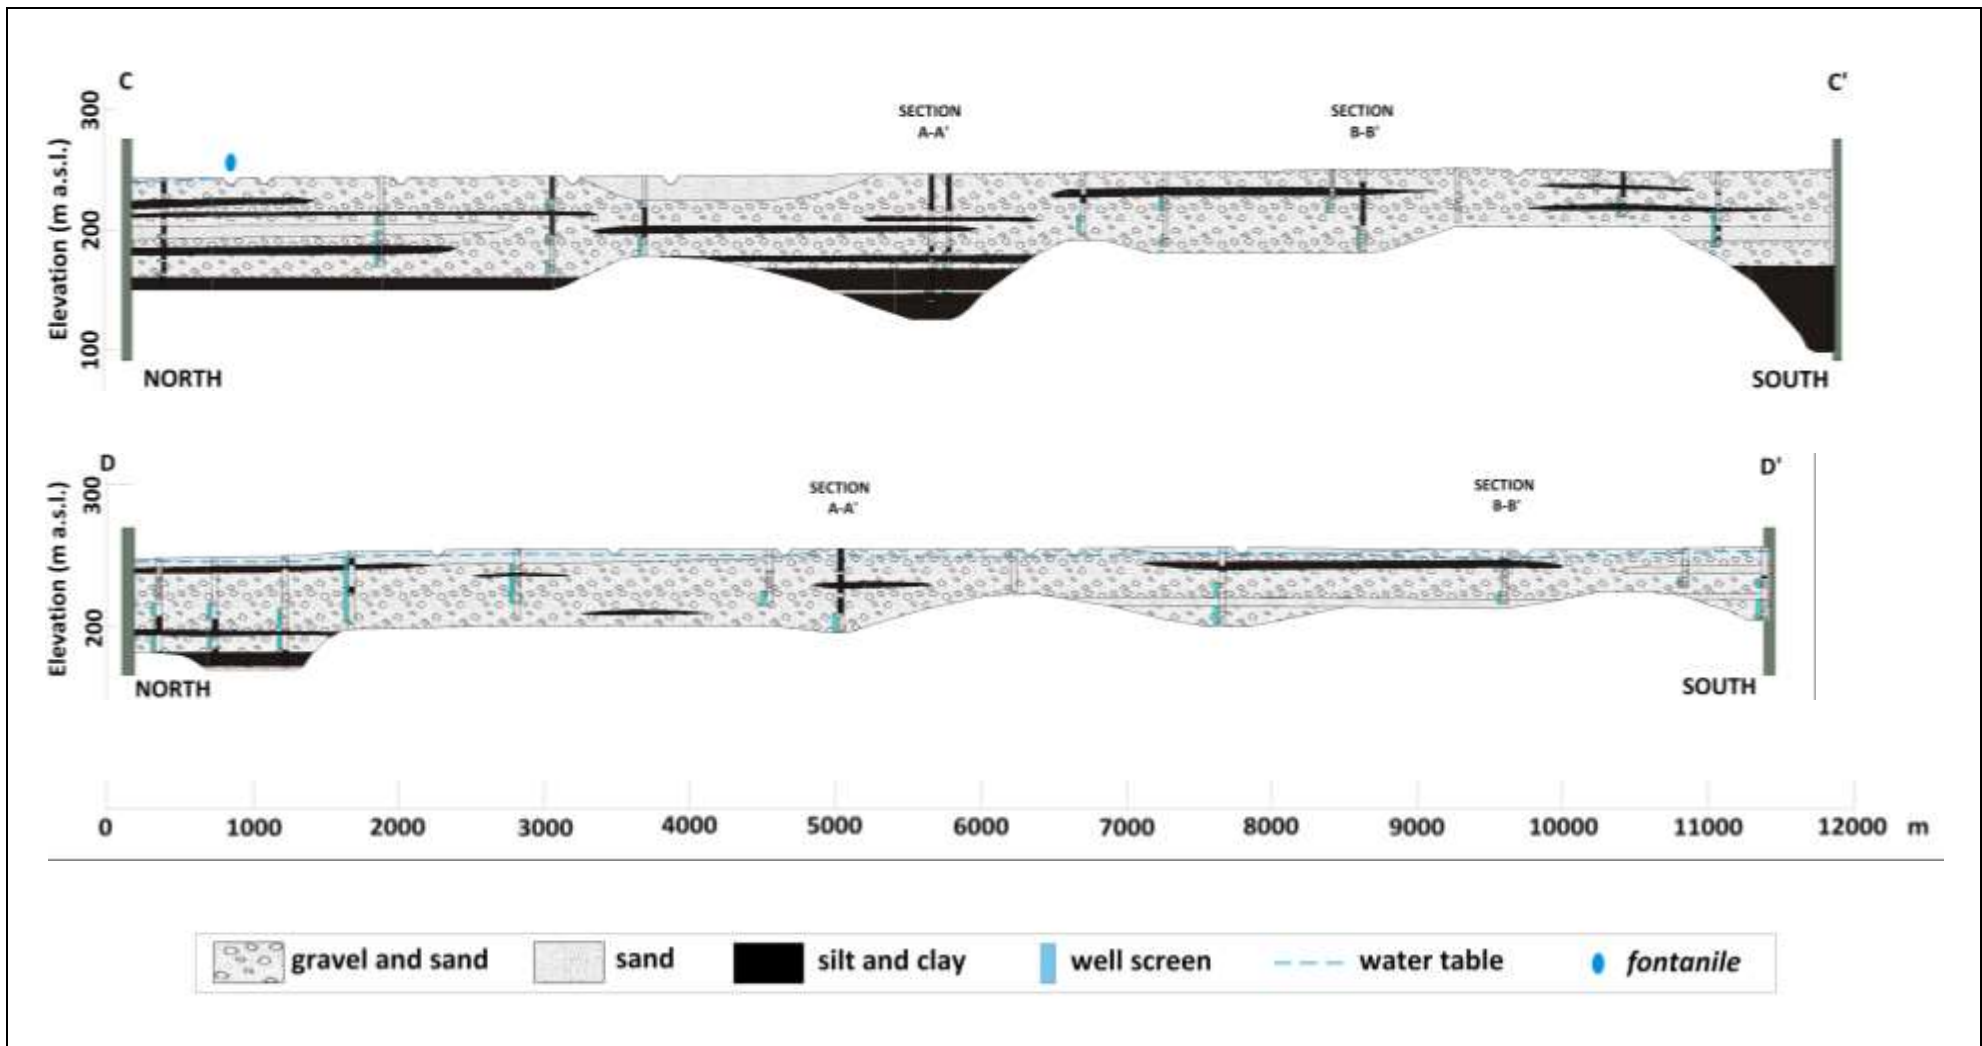 C
C'
SECTION
A-A'
SECTION
B-B'
300
200
100
Elevation (m a.s.l.)
NORTH
SOUTH
D
D'
SECTION
A-A'
SECTION
B-B'
300
200
Elevation (m a.s.l.)
NORTH
SOUTH
0 1000 2000 3000 4000 5000 6000 7000 8000 9000 10000 11000 12000 m
gravel and sand sand silt and clay well screen water table fontanile